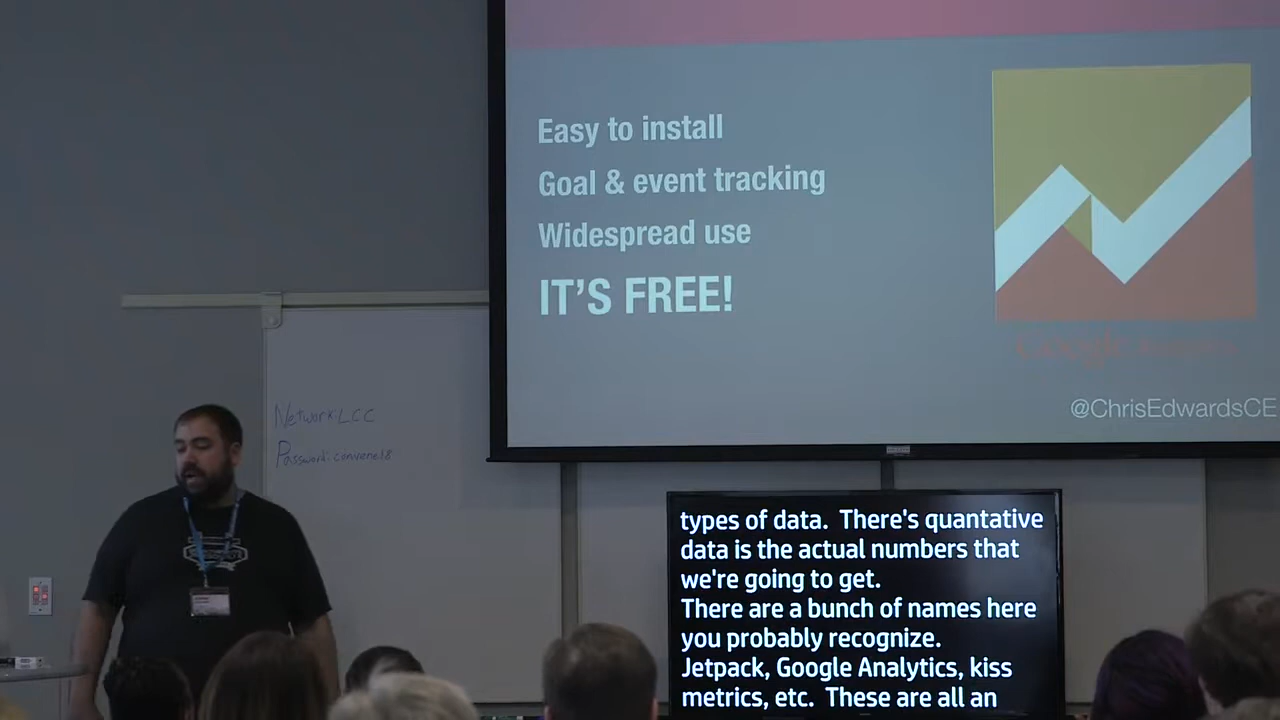 Easy to install
Goal & event tracking
Widespread use
IT'S FREE!
Google Analytics
@ChrisEdwardsCE
Network: LCC
Password: convene18
types of data.  There's quantative
data is the actual numbers that
we're going to get.
There are a bunch of names here
you probably recognize.
Jetpack, Google Analytics, kiss
metrics, etc.  These are all an